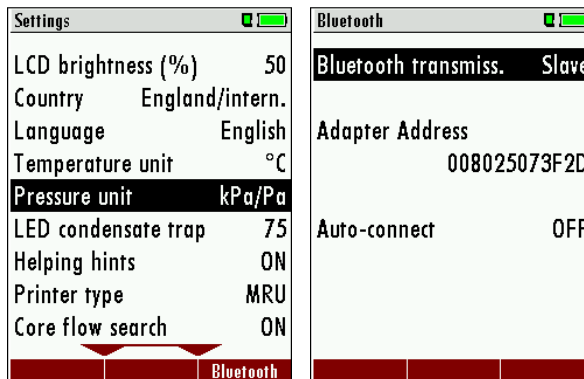 Settings
LCD brightness (%) 50
Country England/intern.
Language English
Temperature unit °C
Pressure unit kPa/Pa
LED condensate trap 75
Helping hints ON
Printer type MRU
Core flow search ON
Bluetooth
Bluetooth
Bluetooth transmiss. Slave
Adapter Address
008025073F2D
Auto-connect OFF